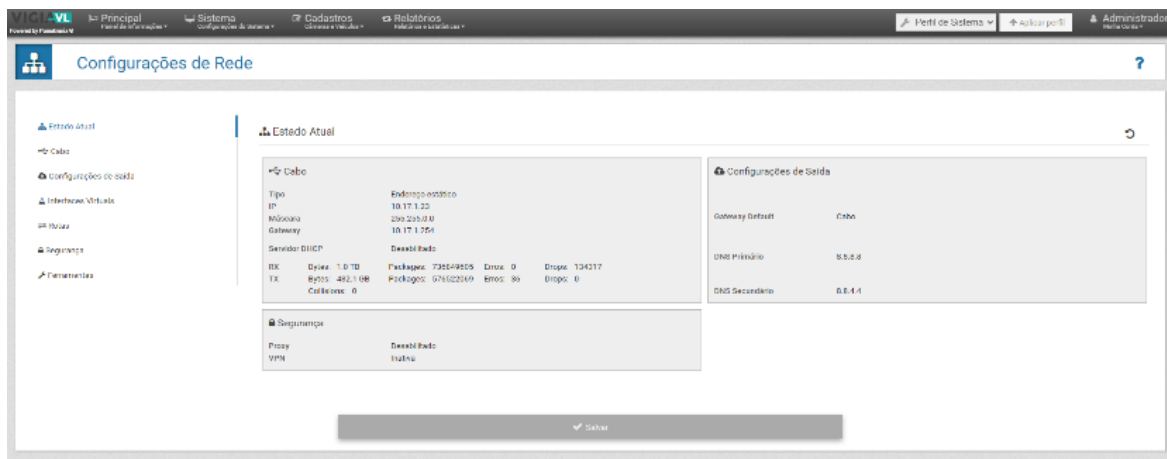 VIGIA VL
Principal
Painel de Informações
Sistema
Configurações do Sistema
Cadastros
Câmeras e Veículos
Relatórios
Relatórios e Estatísticas
Perfil de Sistema
Aplicar perfil
Administrador
Minha Conta
Powered by
Configurações de Rede
?
Estado Atual
Cabo
Configurações de Saída
Interfaces Virtuais
Rotas
Segurança
Ferramentas
Estado Atual
Cabo
Tipo Endereço estático
IP 10.17.1.23
Máscara 255.255.0.0
Gateway 10.17.1.254
Servidor DHCP Desabilitado
RX Bytes: 1.0 TB Packages: Erros: 0 Drops: 134317
TX Bytes: 482.1 GB Packages: Erros: 36 Drops: 0
Collisions: 0
Configurações de Saída
Gateway Default Cabo
DNS Primário 8.8.8.8
DNS Secundário 8.8.4.4
Segurança
Proxy Desabilitado
VPN Inativa
Salvar